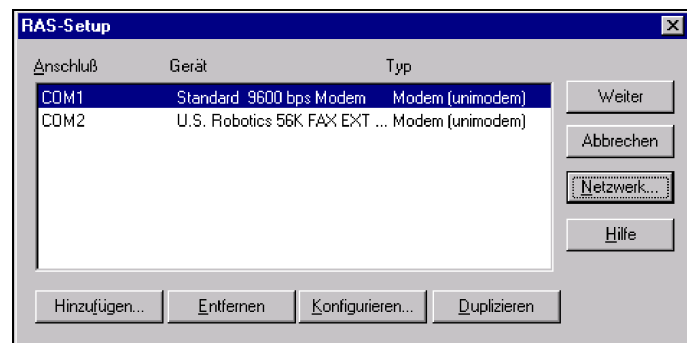 RAS-Setup
Anschluß Gerät Typ
COM1 Standard 9600 bps Modem Modem (unimodem)
COM2 U.S. Robotics 56K FAX EXT ... Modem (unimodem)
Weiter
Abbrechen
Netzwerk...
Hilfe
Hinzufügen... Entfernen Konfigurieren... Duplizieren